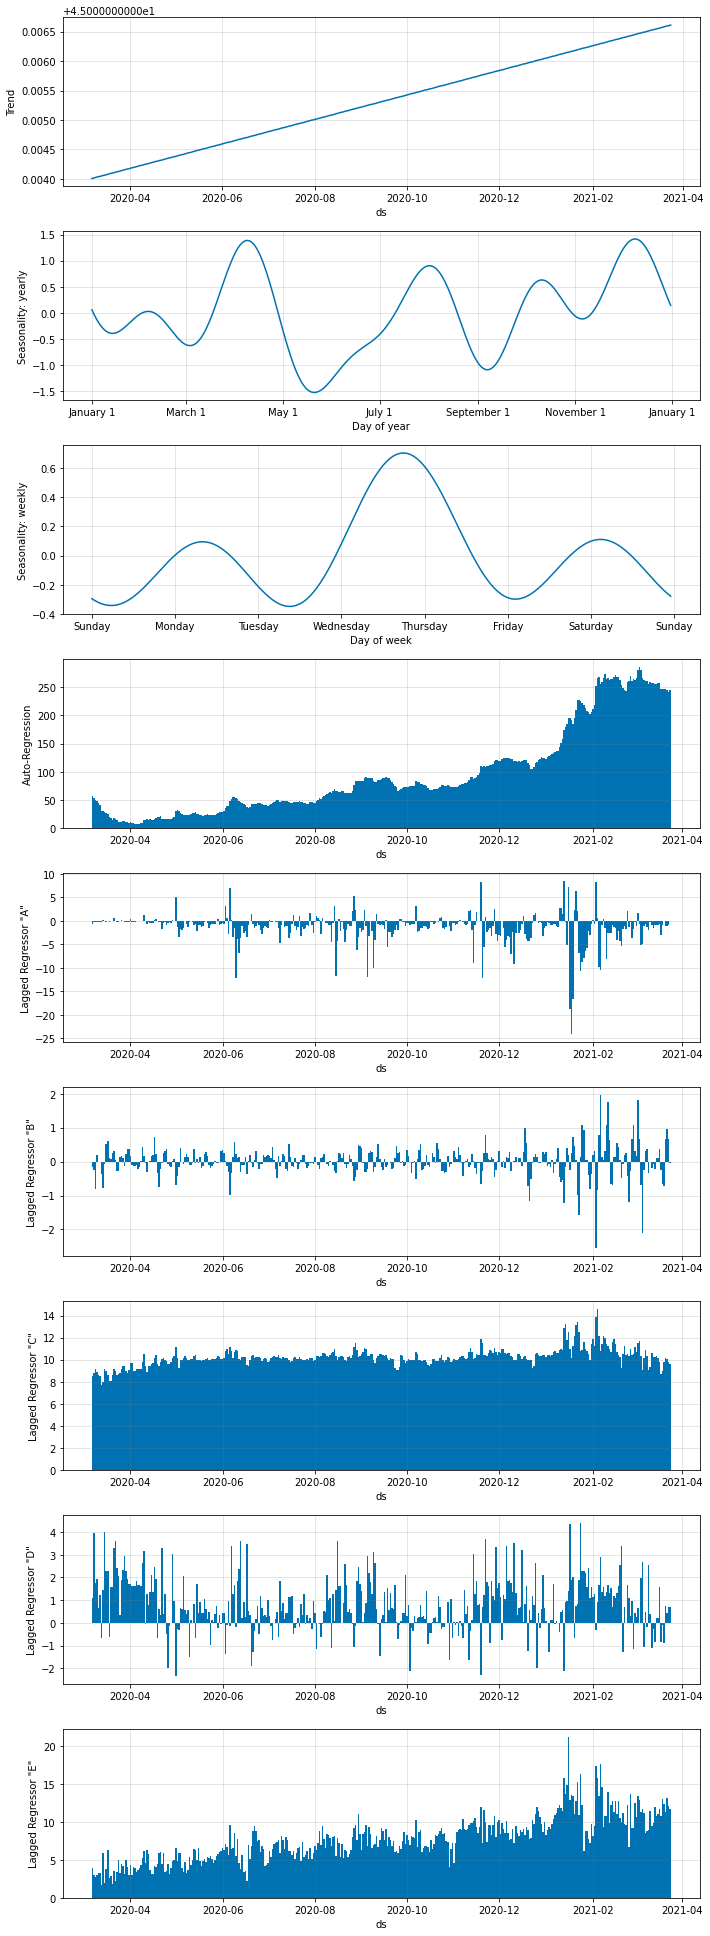 +4.5000000000e1
0.0065
0.0060
0.0055
0.0050
0.0045
0.0040
Trend
2020-04 2020-06 2020-08 2020-10 2020-12 2021-02 2021-04
ds
1.5
1.0
0.5
0.0
−0.5
−1.0
−1.5
Seasonality: yearly
January 1 March 1 May 1 July 1 September 1 November 1 January 1
Day of year
0.6
0.4
0.2
0.0
−0.2
−0.4
Seasonality: weekly
Sunday Monday Tuesday Wednesday Thursday Friday Saturday Sunday
Day of week
250
200
150
100
50
0
Auto-Regression
2020-04 2020-06 2020-08 2020-10 2020-12 2021-02 2021-04
ds
10
5
0
−5
−10
−15
−20
−25
Lagged Regressor "A"
2020-04 2020-06 2020-08 2020-10 2020-12 2021-02 2021-04
ds
2
1
0
−1
−2
Lagged Regressor "B"
2020-04 2020-06 2020-08 2020-10 2020-12 2021-02 2021-04
ds
14
12
10
8
6
4
2
0
Lagged Regressor "C"
2020-04 2020-06 2020-08 2020-10 2020-12 2021-02 2021-04
ds
4
3
2
1
0
−1
−2
Lagged Regressor "D"
2020-04 2020-06 2020-08 2020-10 2020-12 2021-02 2021-04
ds
20
15
10
5
0
Lagged Regressor "E"
2020-04 2020-06 2020-08 2020-10 2020-12 2021-02 2021-04
ds